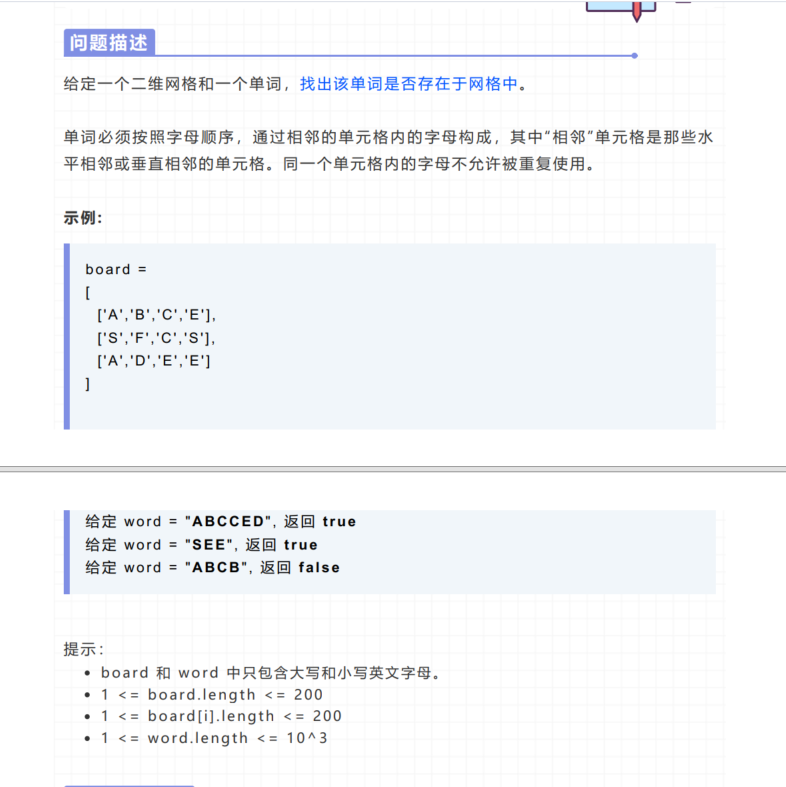 问题描述
给定一个二维网格和一个单词，找出该单词是否存在于网格中。
单词必须按照字母顺序，通过相邻的单元格内的字母构成，其中“相邻”单元格是那些水
平相邻或垂直相邻的单元格。同一个单元格内的字母不允许被重复使用。
示例:
board =
[
['A','B','C','E'],
['S','F','C','S'],
['A','D','E','E']
]
给定 word = "ABCCED", 返回 true
给定 word = "SEE", 返回 true
给定 word = "ABCB", 返回 false
提示:
• board 和 word 中只包含大写和小写英文字母。
• 1 <= board.length <= 200
• 1 <= board[i].length <= 200
• 1 <= word.length <= 10^3